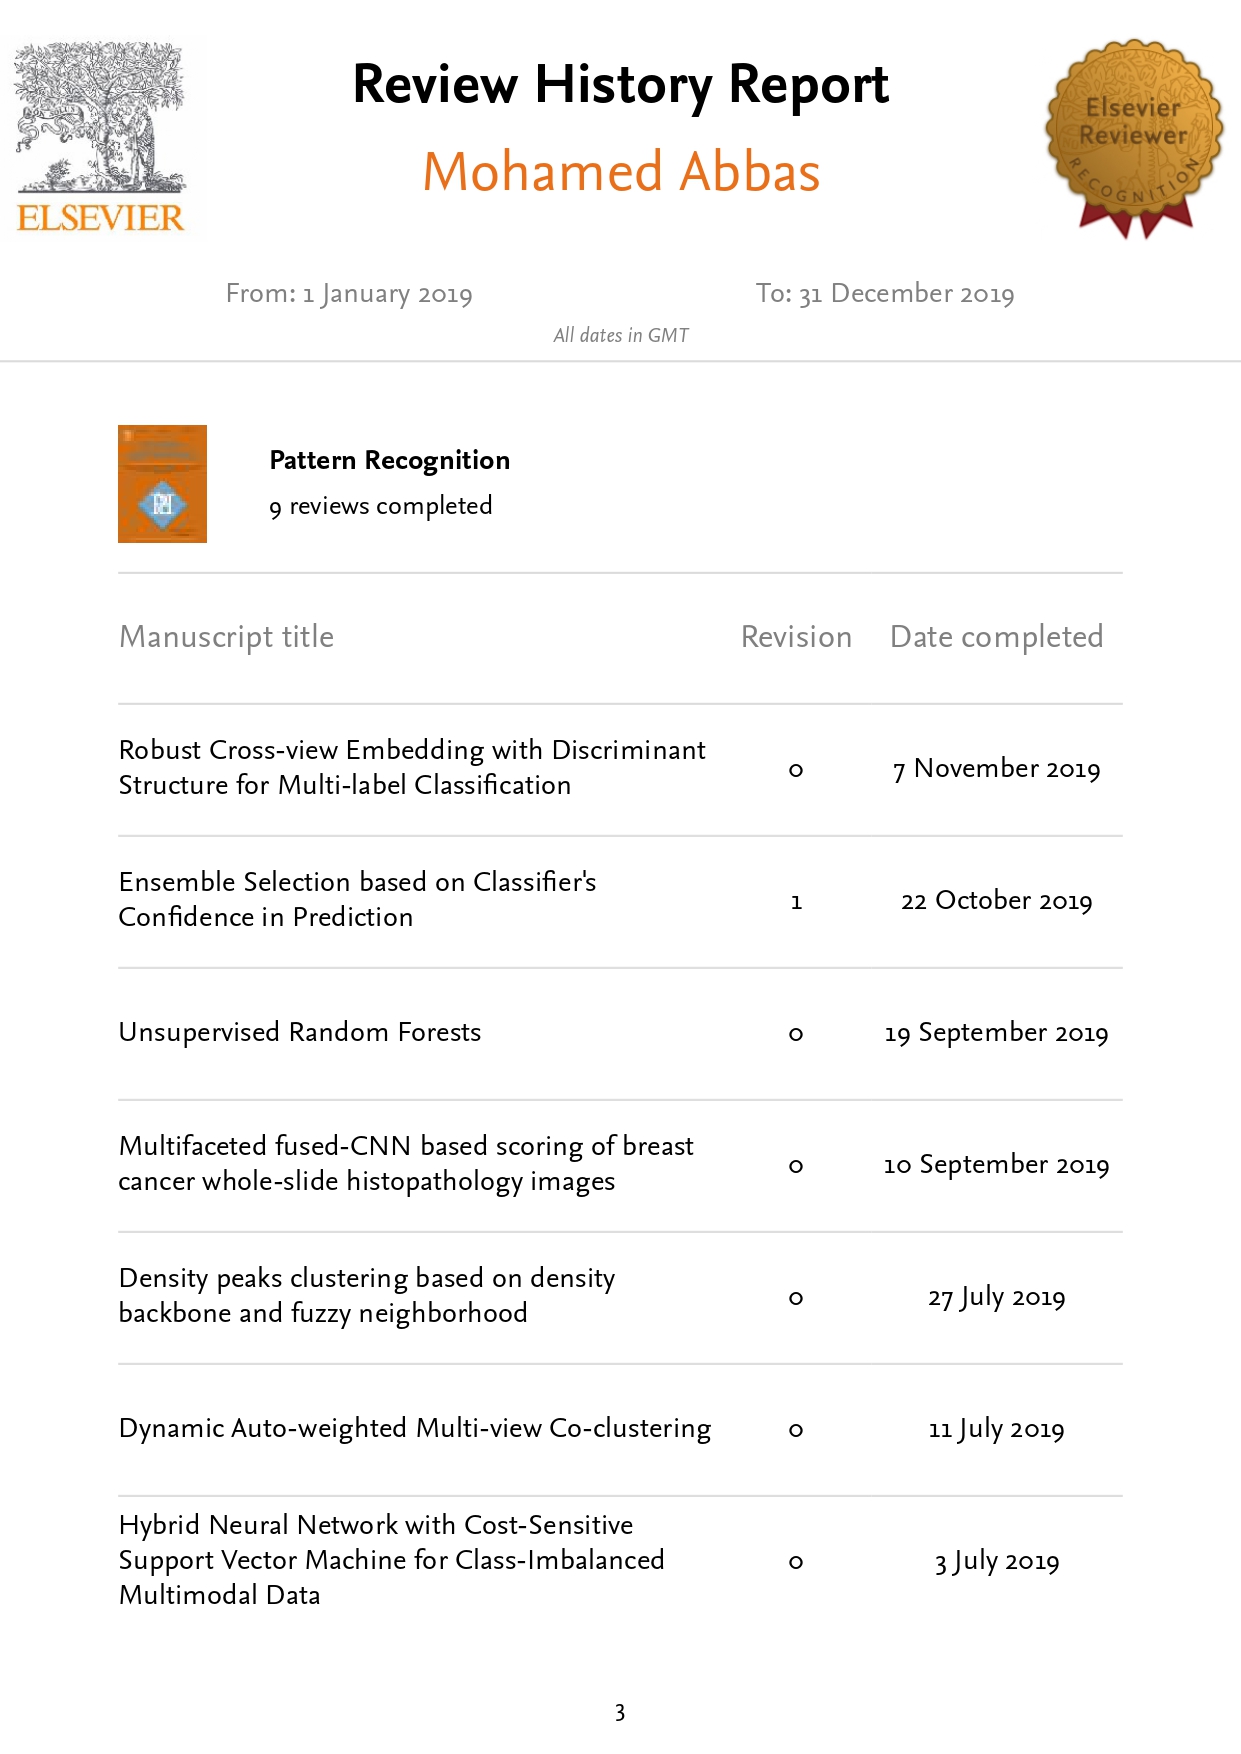 ELSEVIER
Review History Report
Mohamed Abbas
Elsevier
Reviewer
RECOGNITION
From: 1 January 2019 To: 31 December 2019
All dates in GMT
Pattern Recognition
9 reviews completed
Manuscript title Revision Date completed
Robust Cross-view Embedding with Discriminant
Structure for Multi-label Classification
0 7 November 2019
Ensemble Selection based on Classifier's
Confidence in Prediction
1 22 October 2019
Unsupervised Random Forests 0 19 September 2019
Multifaceted fused-CNN based scoring of breast
cancer whole-slide histopathology images
0 10 September 2019
Density peaks clustering based on density
backbone and fuzzy neighborhood
0 27 July 2019
Dynamic Auto-weighted Multi-view Co-clustering 0 11 July 2019
Hybrid Neural Network with Cost-Sensitive
Support Vector Machine for Class-Imbalanced
Multimodal Data
0 3 July 2019
3